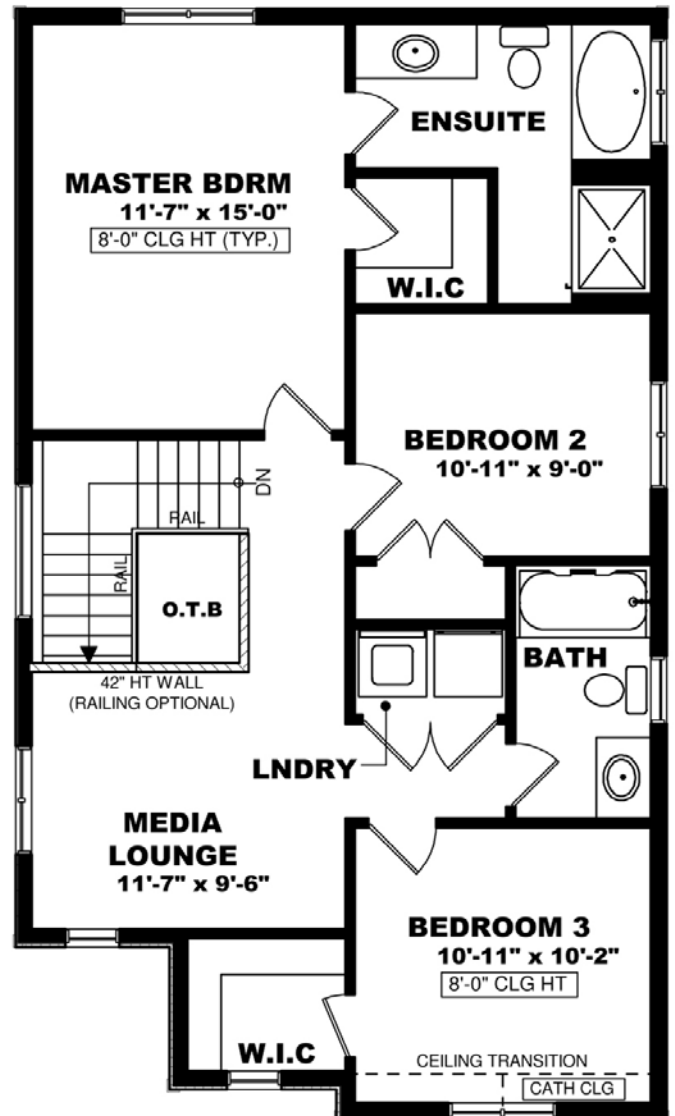 ENSUITE
MASTER BDRM
11'-7" x 15'-0"
8'-0" CLG HT (TYP.)
W.I.C
BEDROOM 2
10'-11" x 9'-0"
DN
RAIL
RAIL
O.T.B
BATH
42" HT WALL
(RAILING OPTIONAL)
LNDRY
MEDIA
LOUNGE
11'-7" x 9'-6"
BEDROOM 3
10'-11" x 10'-2"
8'-0" CLG HT
W.I.C
CEILING TRANSITION
CATH CLG